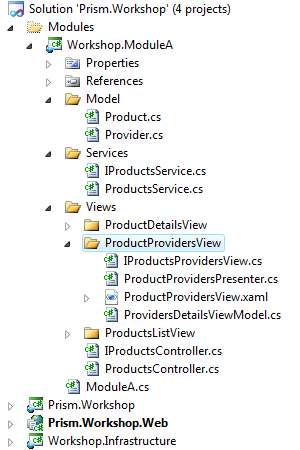 Solution 'Prism.Workshop' (4 projects)
Modules
Workshop.ModuleA
Properties
References
Model
Product.cs
Provider.cs
Services
IProductsService.cs
ProductsService.cs
Views
ProductDetailsView
ProductProvidersView
IProductsProvidersView.cs
ProductProvidersPresenter.cs
ProductProvidersView.xaml
ProvidersDetailsViewModel.cs
ProductsListView
IProductsController.cs
ProductsController.cs
ModuleA.cs
Prism.Workshop
Prism.Workshop.Web
Workshop.Infrastructure